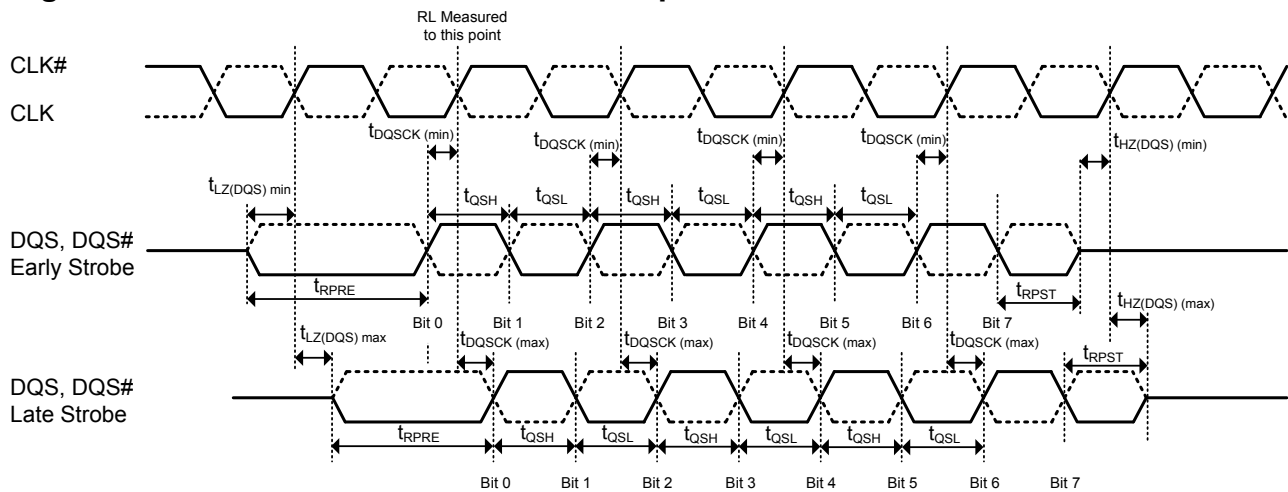 RL Measured
to this point
CLK#
CLK
tDQSCK (min) tDQSCK (min) tDQSCK (min) tDQSCK (min) tHZ(DQS) (min)
tLZ(DQS) min
tQSH tQSL tQSH tQSL tQSH tQSL
DQS, DQS#
Early Strobe
tRPRE tRPST
tHZ(DQS) (max)
Bit 0 Bit 1 Bit 2 Bit 3 Bit 4 Bit 5 Bit 6 Bit 7
tLZ(DQS) max tDQSCK (max) tDQSCK (max) tDQSCK (max) tDQSCK (max) tRPST
DQS, DQS#
Late Strobe
tRPRE tQSH tQSL tQSH tQSL tQSH tQSL
Bit 0 Bit 1 Bit 2 Bit 3 Bit 4 Bit 5 Bit 6 Bit 7